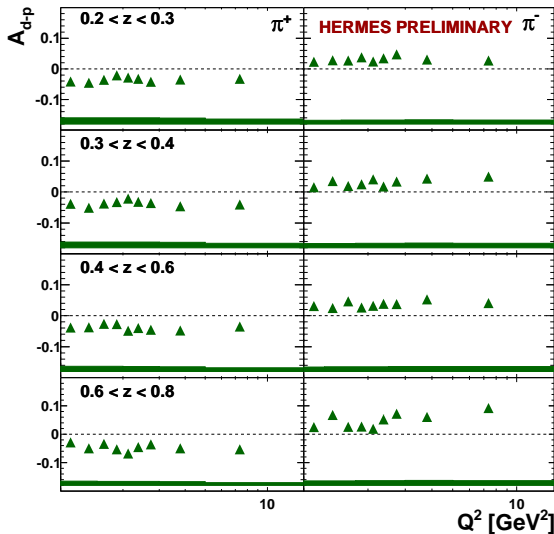 A_{d-p}
0.2 < z < 0.3 π⁺ HERMES PRELIMINARY π⁻
0.1
0
-0.1
0.3 < z < 0.4
0.1
0
-0.1
0.4 < z < 0.6
0.1
0
-0.1
0.6 < z < 0.8
0.1
0
-0.1
10 10
Q² [GeV²]